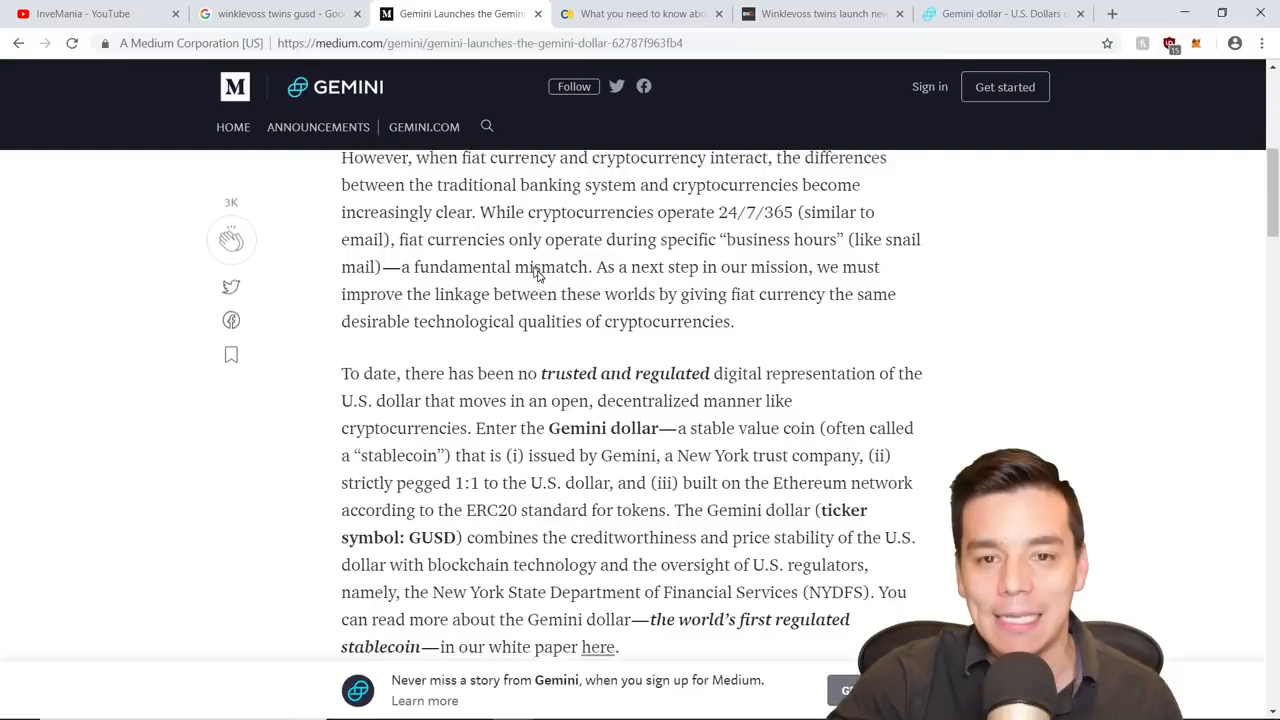 IrweMania - YouTube
winklevoss twins gusd - Goo
Gemini Launches the Gemin
What you need to know abo
Winklevoss twins launch new
Gemini dollar - U.S. Dollars o
A Medium Corporation [US]
https://medium.com/gemini/gemini-launches-the-gemini-dollar-62787f963fb4
15
M
GEMINI
Follow
Sign in
Get started
HOME
ANNOUNCEMENTS
GEMINI.COM
However, when fiat currency and cryptocurrency interact, the differences
between the traditional banking system and cryptocurrencies become
increasingly clear. While cryptocurrencies operate 24/7/365 (similar to
email), fiat currencies only operate during specific “business hours” (like snail
mail)—a fundamental mismatch. As a next step in our mission, we must
improve the linkage between these worlds by giving fiat currency the same
desirable technological qualities of cryptocurrencies.
3K
To date, there has been no trusted and regulated digital representation of the
U.S. dollar that moves in an open, decentralized manner like
cryptocurrencies. Enter the Gemini dollar—a stable value coin (often called
a “stablecoin”) that is (i) issued by Gemini, a New York trust company, (ii)
strictly pegged 1:1 to the U.S. dollar, and (iii) built on the Ethereum network
according to the ERC20 standard for tokens. The Gemini dollar (ticker
symbol: GUSD) combines the creditworthiness and price stability of the U.S.
dollar with blockchain technology and the oversight of U.S. regulators,
namely, the New York State Department of Financial Services (NYDFS). You
can read more about the Gemini dollar—the world’s first regulated
stablecoin—in our white paper here.
Never miss a story from Gemini, when you sign up for Medium.
Learn more